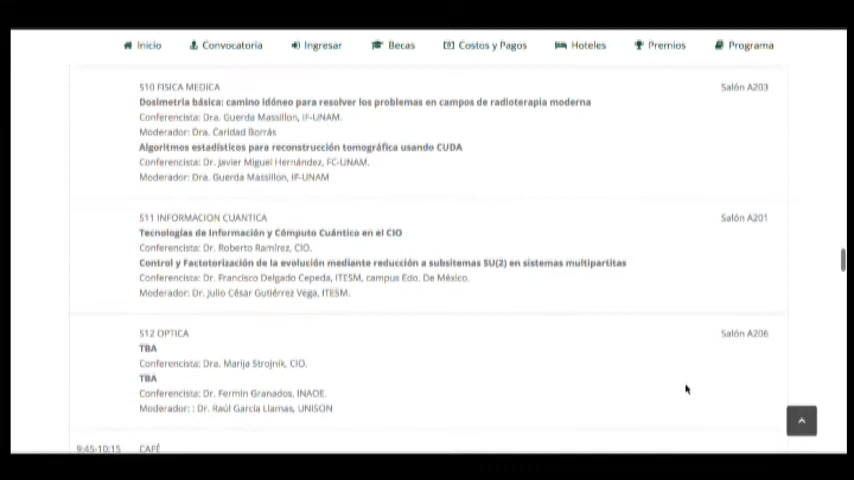 Inicio Convocatoria Ingresar Becas Costos y Pagos Hoteles Premios Programa
S10 FISICA MEDICA Salón A203
Dosimetría básica: camino idóneo para resolver los problemas en campos de radioterapia moderna
Conferencista: Dra. Guerda Massillon, IF-UNAM.
Moderador: Dra. Caridad Borrás
Algoritmos estadísticos para reconstrucción tomográfica usando CUDA
Conferencista: Dr. Javier Miguel Hernández, FC-UNAM.
Moderador: Dra. Guerda Massillon, IF-UNAM
S11 INFORMACION CUANTICA Salón A201
Tecnologías de Información y Cómputo Cuántico en el CIO
Conferencista: Dr. Roberto Ramírez, CIO.
Control y Factotorización de la evolución mediante reducción a subsitemas SU(2) en sistemas multipartitas
Conferencista: Dr. Francisco Delgado Cepeda, ITESM, campus Edo. De México.
Moderador: Dr. Julio César Gutiérrez Vega, ITESM.
S12 OPTICA Salón A206
TBA
Conferencista: Dra. Marija Strojnik, CIO.
TBA
Conferencista: Dr. Fermín Granados, INAOE.
Moderador: : Dr. Raúl García Llamas, UNISON
9:45-10:15 CAFÉ